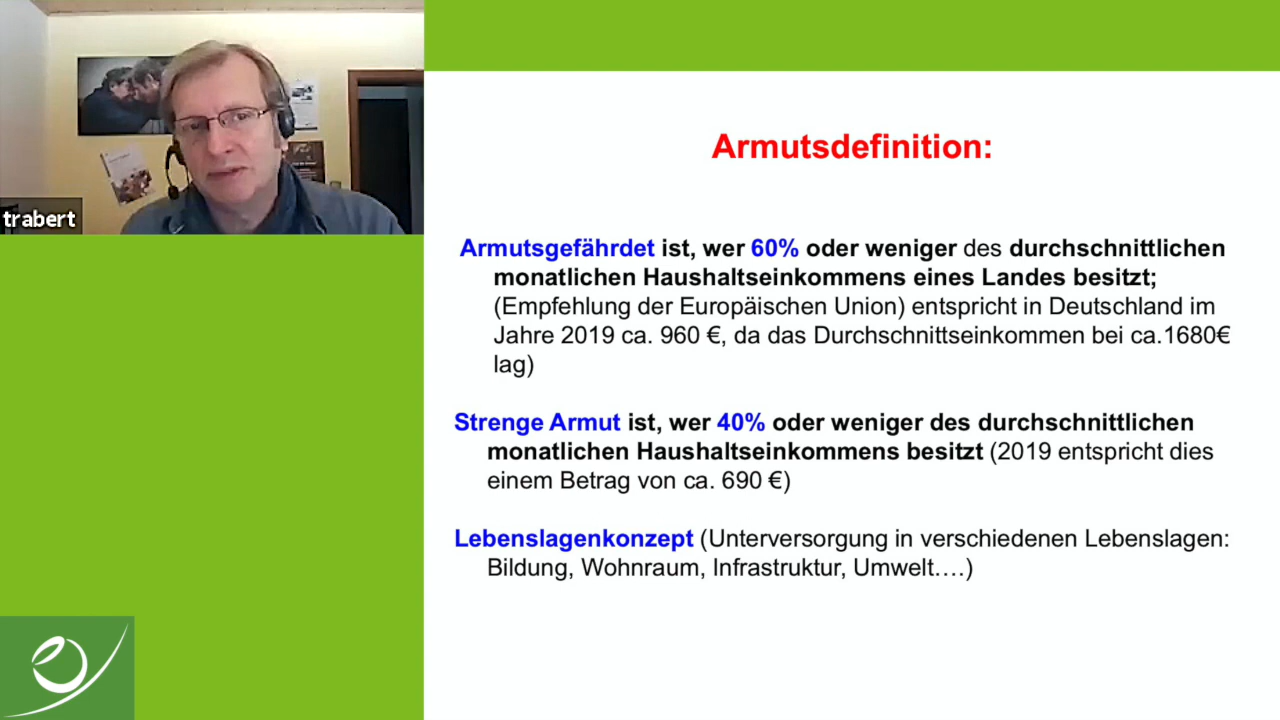 trabert
Armutsdefinition:
Armutsgefährdet ist, wer 60% oder weniger des durchschnittlichen
monatlichen Haushaltseinkommens eines Landes besitzt;
(Empfehlung der Europäischen Union) entspricht in Deutschland im
Jahre 2019 ca. 960 €, da das Durchschnittseinkommen bei ca.1680€
lag)
Strenge Armut ist, wer 40% oder weniger des durchschnittlichen
monatlichen Haushaltseinkommens besitzt (2019 entspricht dies
einem Betrag von ca. 690 €)
Lebenslagenkonzept (Unterversorgung in verschiedenen Lebenslagen:
Bildung, Wohnraum, Infrastruktur, Umwelt….)